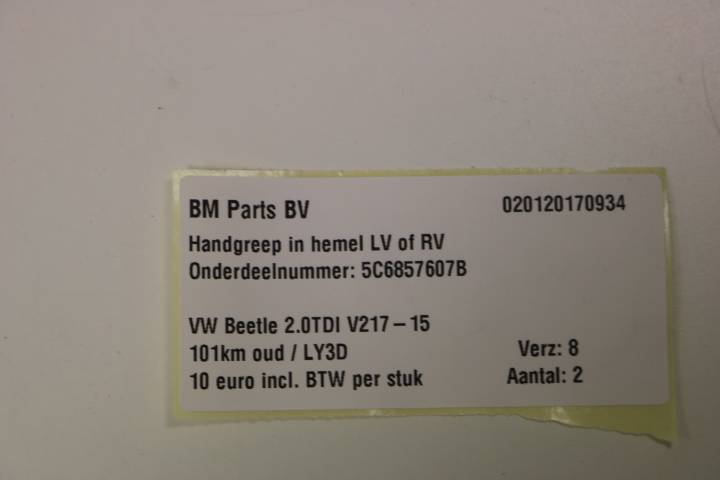 BM Parts BV 020120170934
Handgreep in hemel LV of RV
Onderdeelnummer: 5C6857607B
VW Beetle 2.0TDI V217 – 15
101km oud / LY3D Verz: 8
10 euro incl. BTW per stuk Aantal: 2